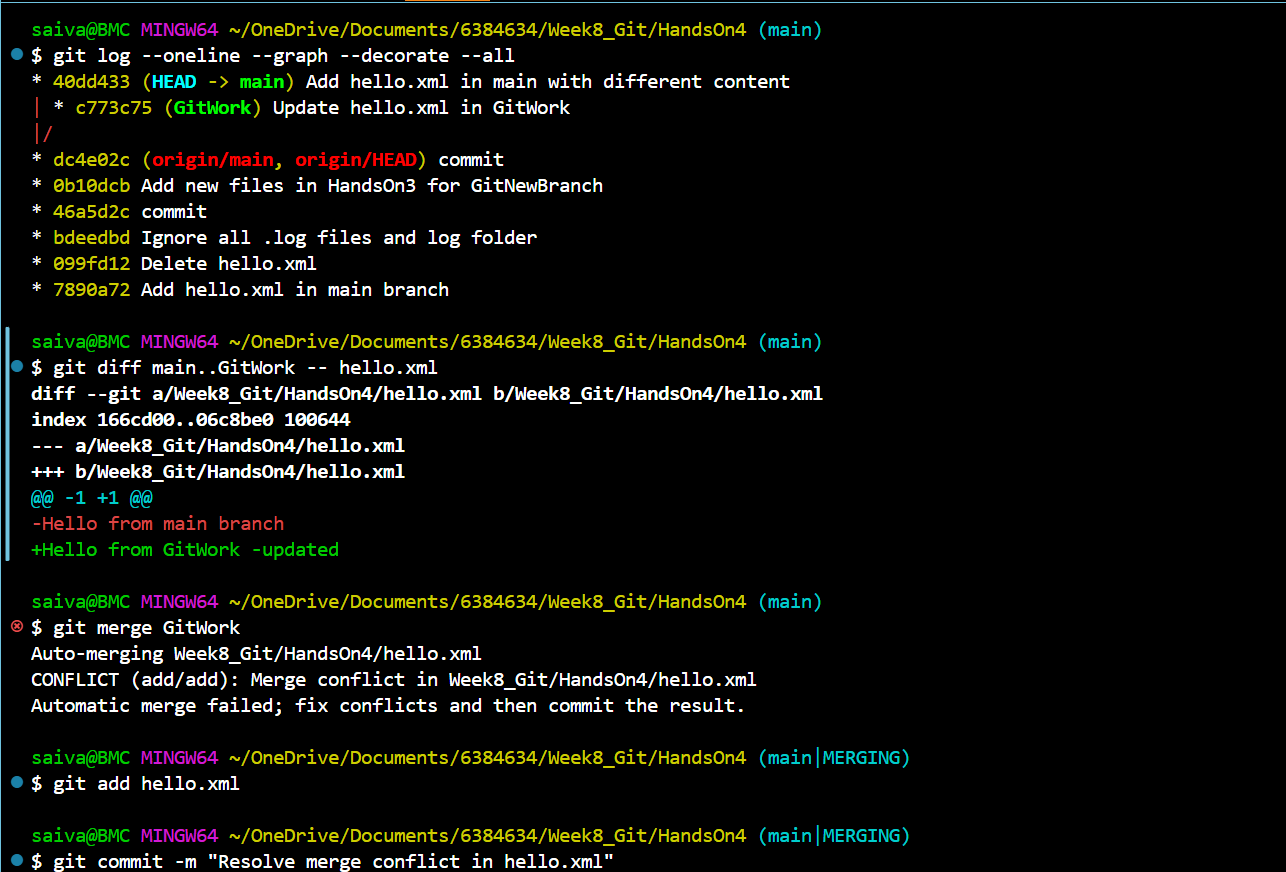 saiva@BMC MINGW64 ~/OneDrive/Documents/6384634/Week8_Git/HandsOn4 (main)
$ git log --oneline --graph --decorate --all
* 40dd433 (HEAD -> main) Add hello.xml in main with different content
| * c773c75 (GitWork) Update hello.xml in GitWork
|/
* dc4e02c (origin/main, origin/HEAD) commit
* 0b10dcb Add new files in HandsOn3 for GitNewBranch
* 46a5d2c commit
* bdeedbd Ignore all .log files and log folder
* 099fd12 Delete hello.xml
* 7890a72 Add hello.xml in main branch
saiva@BMC MINGW64 ~/OneDrive/Documents/6384634/Week8_Git/HandsOn4 (main)
$ git diff main..GitWork -- hello.xml
diff --git a/Week8_Git/HandsOn4/hello.xml b/Week8_Git/HandsOn4/hello.xml
index 166cd00..06c8be0 100644
--- a/Week8_Git/HandsOn4/hello.xml
+++ b/Week8_Git/HandsOn4/hello.xml
@@ -1 +1 @@
-Hello from main branch
+Hello from GitWork -updated
saiva@BMC MINGW64 ~/OneDrive/Documents/6384634/Week8_Git/HandsOn4 (main)
$ git merge GitWork
Auto-merging Week8_Git/HandsOn4/hello.xml
CONFLICT (add/add): Merge conflict in Week8_Git/HandsOn4/hello.xml
Automatic merge failed; fix conflicts and then commit the result.
saiva@BMC MINGW64 ~/OneDrive/Documents/6384634/Week8_Git/HandsOn4 (main|MERGING)
$ git add hello.xml
saiva@BMC MINGW64 ~/OneDrive/Documents/6384634/Week8_Git/HandsOn4 (main|MERGING)
$ git commit -m "Resolve merge conflict in hello.xml"